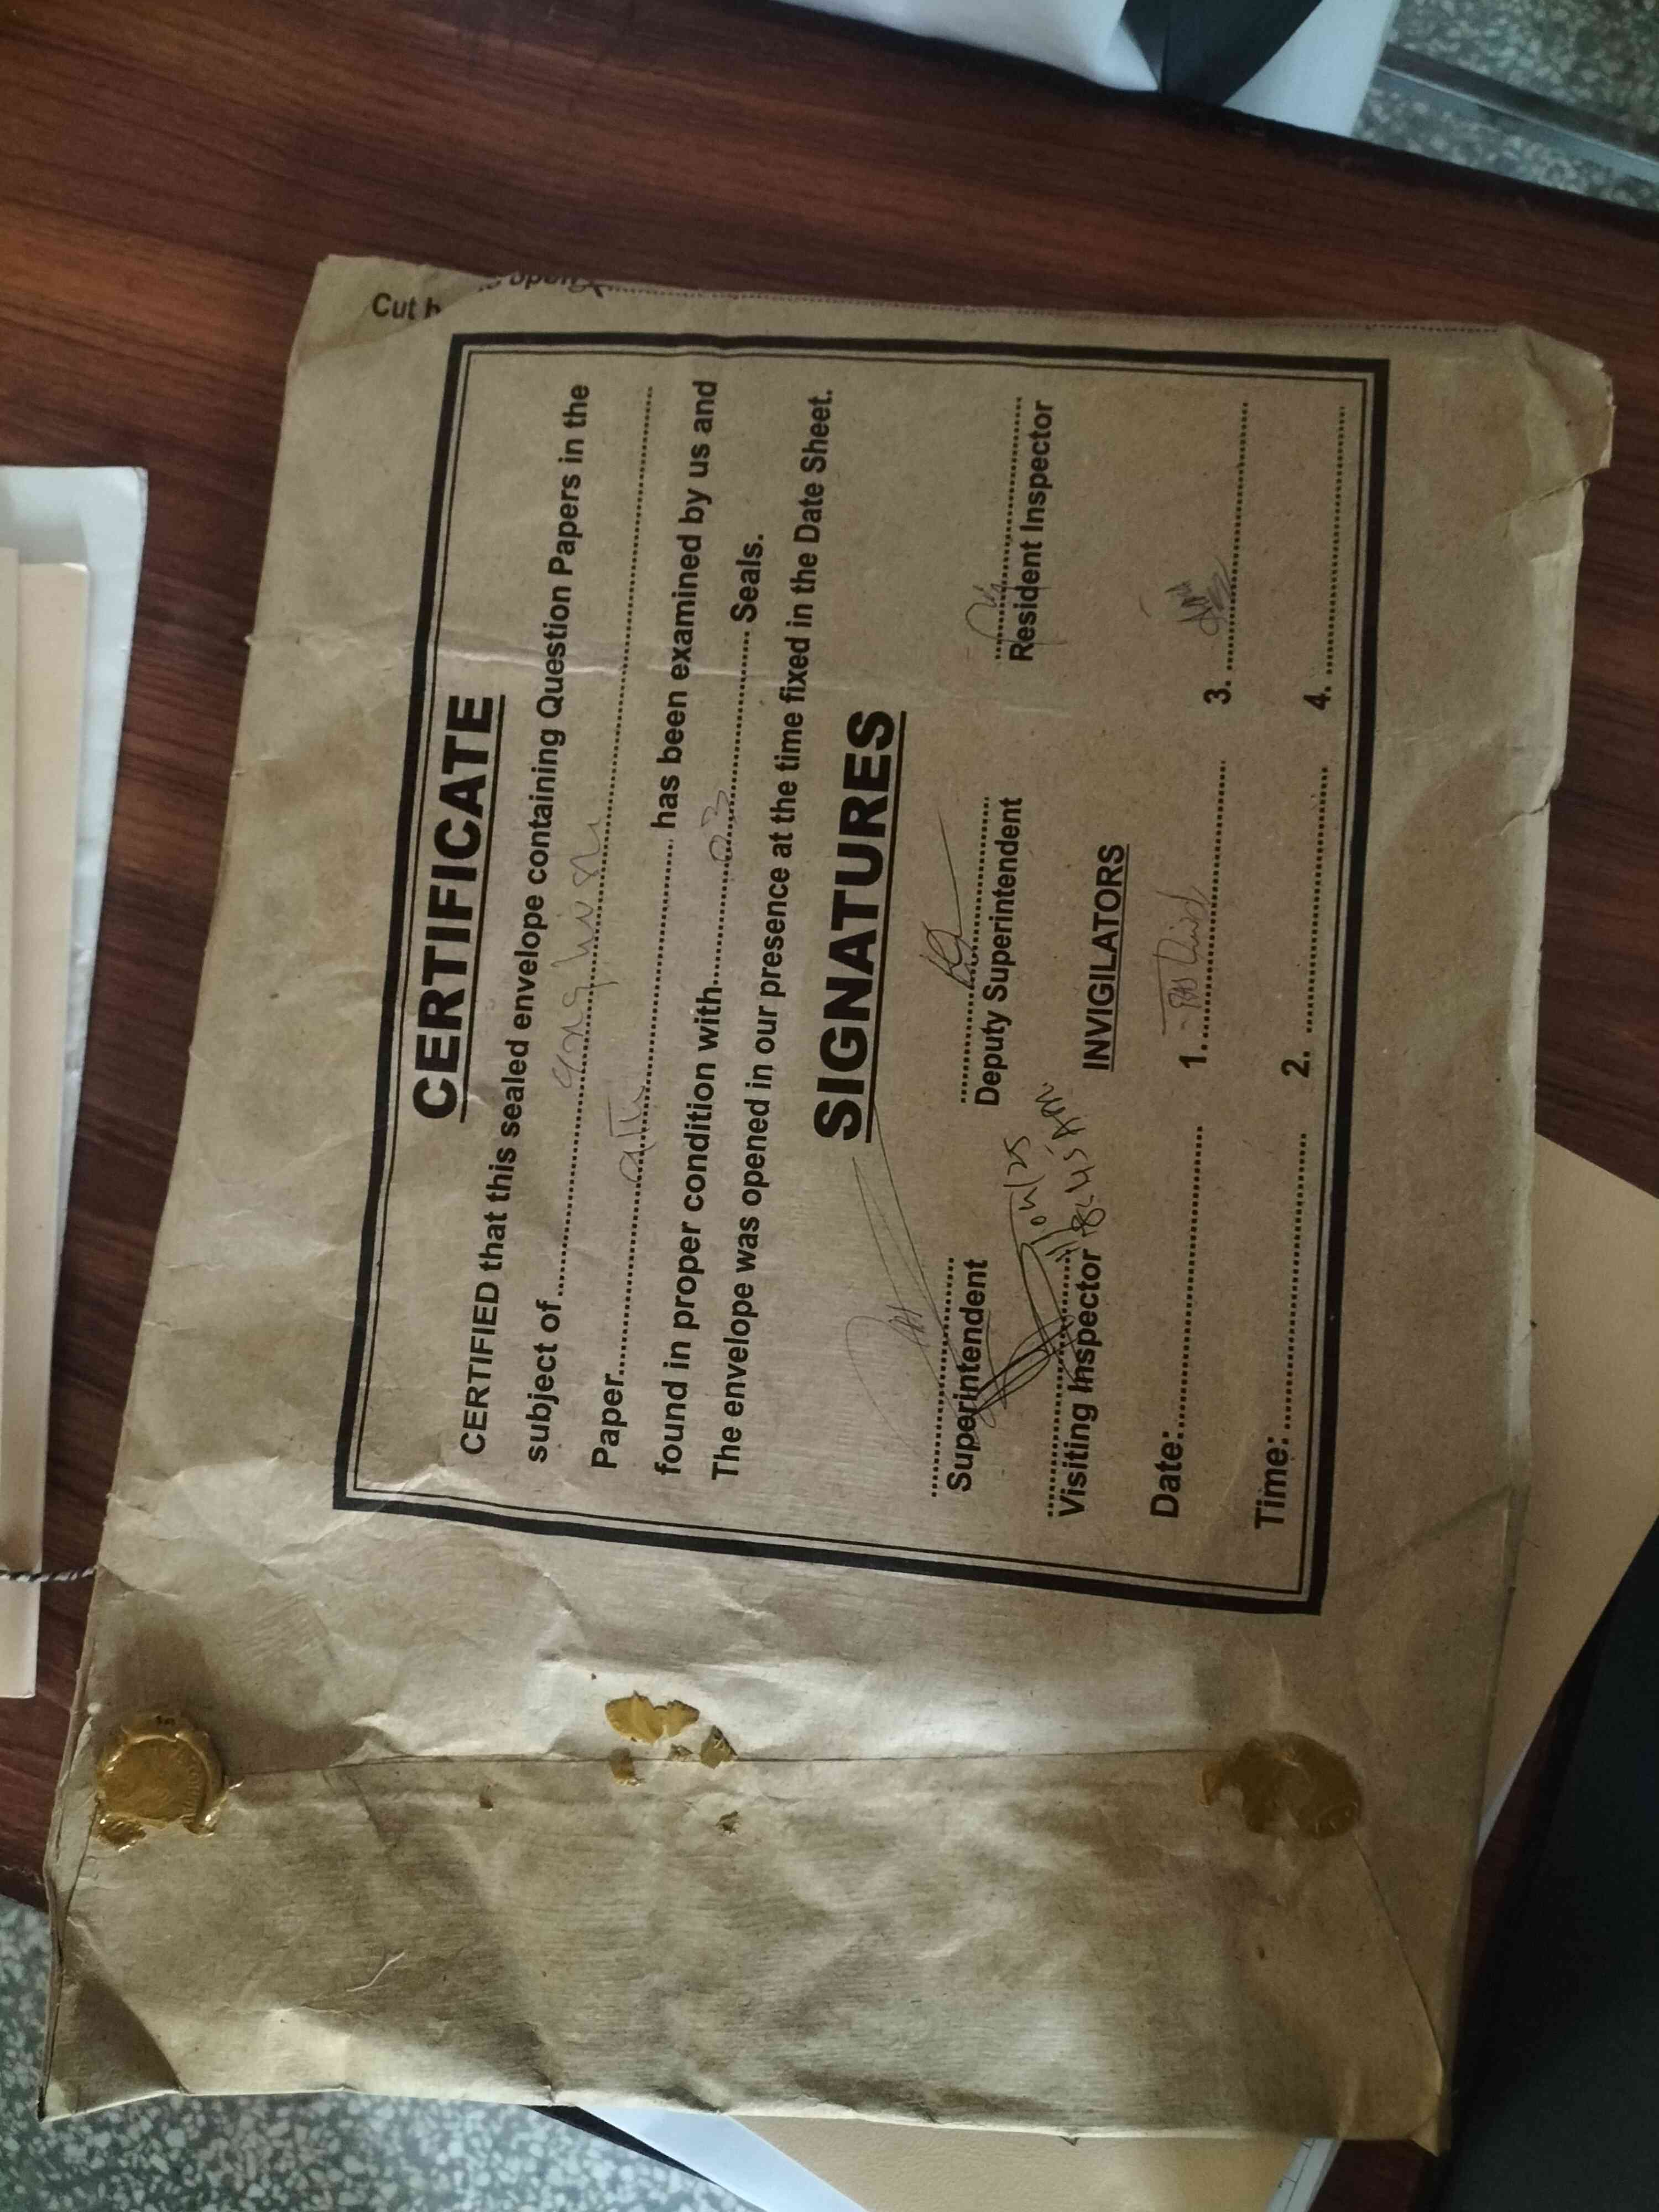 Cut h
CERTIFICATE
CERTIFIED that this sealed envelope containing Question Papers in the
subject of
Paper has been examined by us and
found in proper condition with 03 Seals.
The envelope was opened in our presence at the time fixed in the Date Sheet.
SIGNATURES
Superintendent Deputy Superintendent Resident Inspector
Visiting Inspector 8:45 Am
INVIGILATORS
Date: 1. 3.
Time: 2. 4.